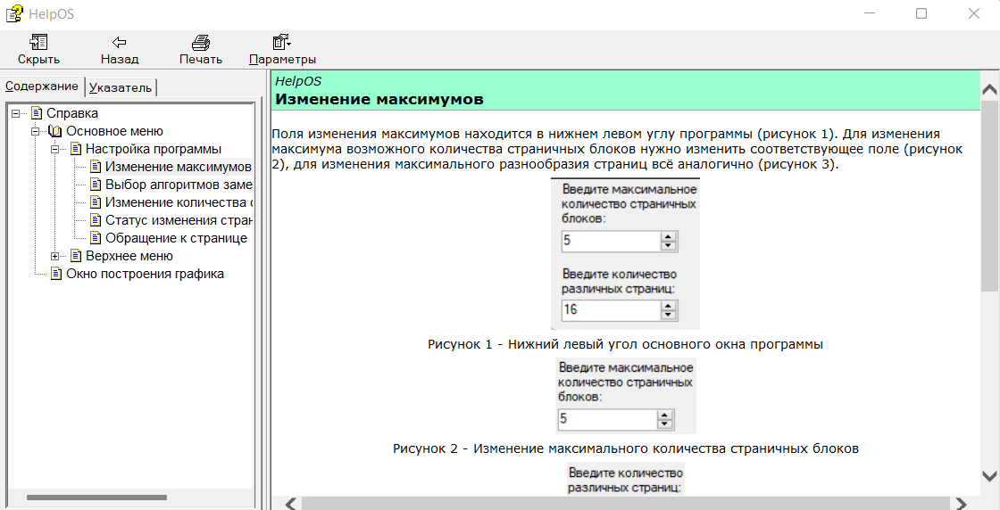 HelpOS
Скрыть
Назад
Печать
Параметры
Содержание
Указатель
Справка
Основное меню
Настройка программы
Изменение максимумов
Выбор алгоритмов заме
Изменение количества
Статус изменения стран
Обращение к странице
Верхнее меню
Окно построения графика
HelpOS
Изменение максимумов
Поля изменения максимумов находится в нижнем левом углу программы (рисунок 1). Для изменения
максимума возможного количества страничных блоков нужно изменить соответствующее поле (рисунок
2), для изменения максимального разнообразия страниц всё аналогично (рисунок 3).
Введите максимальное
количество страничных
блоков:
5
Введите количество
различных страниц:
16
Рисунок 1 - Нижний левый угол основного окна программы
Введите максимальное
количество страничных
блоков:
5
Рисунок 2 - Изменение максимального количества страничных блоков
Введите количество
различных страниц: